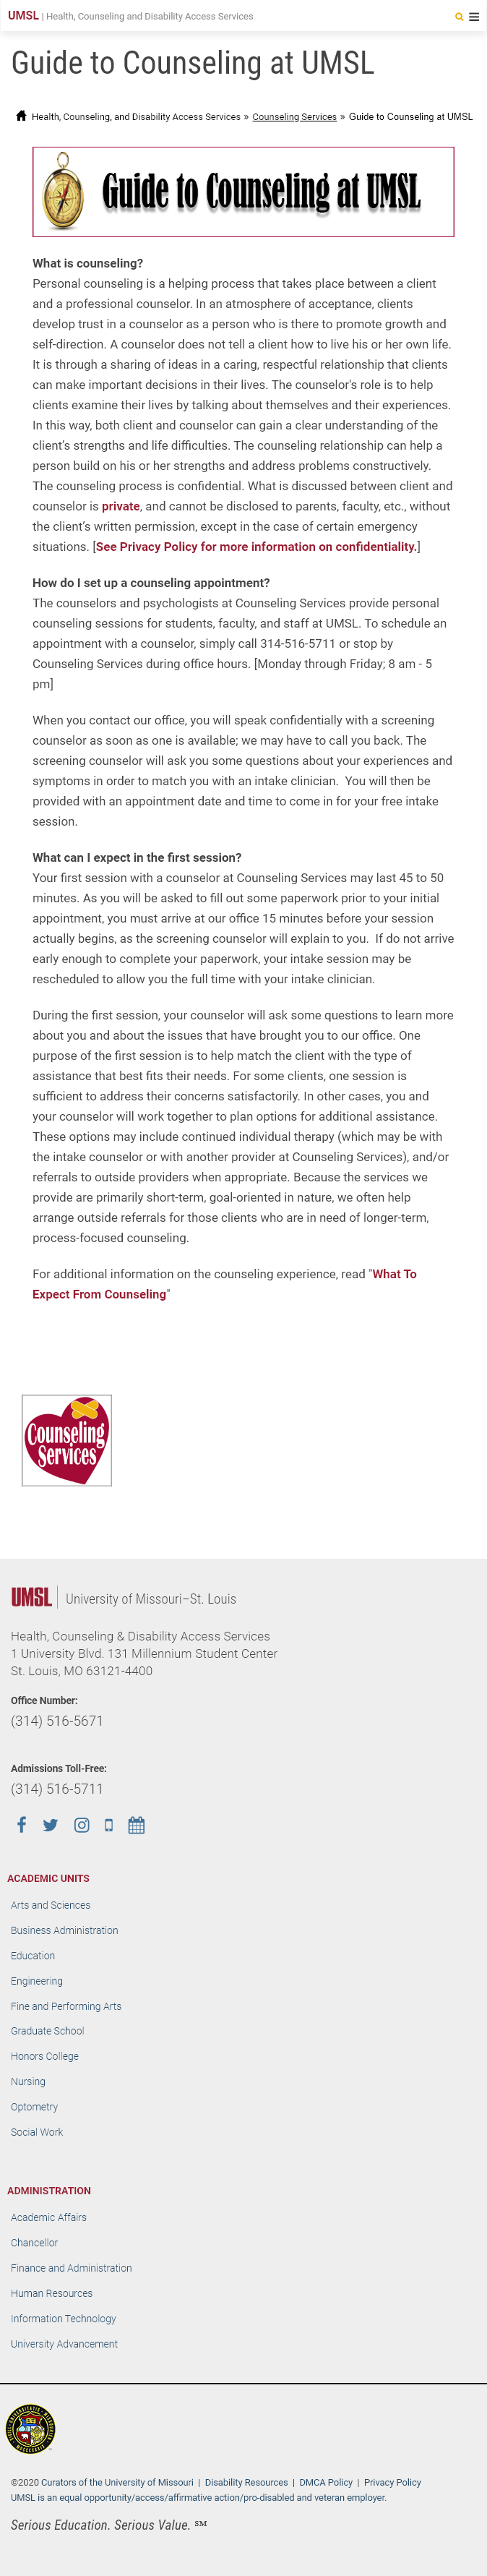 UMSL | Health, Counseling and Disability Access Services
Guide to Counseling at UMSL
Health, Counseling, and Disability Access Services » Counseling Services » Guide to Counseling at UMSL
Guide to Counseling at UMSL
What is counseling?
Personal counseling is a helping process that takes place between a client
and a professional counselor. In an atmosphere of acceptance, clients
develop trust in a counselor as a person who is there to promote growth and
self-direction. A counselor does not tell a client how to live his or her own life.
It is through a sharing of ideas in a caring, respectful relationship that clients
can make important decisions in their lives. The counselor's role is to help
clients examine their lives by talking about themselves and their experiences.
In this way, both client and counselor can gain a clear understanding of the
client's strengths and life difficulties. The counseling relationship can help a
person build on his or her strengths and address problems constructively.
The counseling process is confidential. What is discussed between client and
counselor is private, and cannot be disclosed to parents, faculty, etc., without
the client's written permission, except in the case of certain emergency
situations. [See Privacy Policy for more information on confidentiality.]
How do I set up a counseling appointment?
The counselors and psychologists at Counseling Services provide personal
counseling sessions for students, faculty, and staff at UMSL. To schedule an
appointment with a counselor, simply call 314-516-5711 or stop by
Counseling Services during office hours. [Monday through Friday; 8 am - 5
pm]
When you contact our office, you will speak confidentially with a screening
counselor as soon as one is available; we may have to call you back. The
screening counselor will ask you some questions about your experiences and
symptoms in order to match you with an intake clinician.  You will then be
provided with an appointment date and time to come in for your free intake
session.
What can I expect in the first session?
Your first session with a counselor at Counseling Services may last 45 to 50
minutes. As you will be asked to fill out some paperwork prior to your initial
appointment, you must arrive at our office 15 minutes before your session
actually begins, as the screening counselor will explain to you.  If do not arrive
early enough to complete your paperwork, your intake session may be
rescheduled to allow you the full time with your intake clinician.
During the first session, your counselor will ask some questions to learn more
about you and about the issues that have brought you to our office. One
purpose of the first session is to help match the client with the type of
assistance that best fits their needs. For some clients, one session is
sufficient to address their concerns satisfactorily. In other cases, you and
your counselor will work together to plan options for additional assistance.
These options may include continued individual therapy (which may be with
the intake counselor or with another provider at Counseling Services), and/or
referrals to outside providers when appropriate. Because the services we
provide are primarily short-term, goal-oriented in nature, we often help
arrange outside referrals for those clients who are in need of longer-term,
process-focused counseling.
For additional information on the counseling experience, read "What To
Expect From Counseling"
Counseling
Services
UMSL | University of Missouri–St. Louis
Health, Counseling & Disability Access Services
1 University Blvd. 131 Millennium Student Center
St. Louis, MO 63121-4400
Office Number:
(314) 516-5671
Admissions Toll-Free:
(314) 516-5711
ACADEMIC UNITS
Arts and Sciences
Business Administration
Education
Engineering
Fine and Performing Arts
Graduate School
Honors College
Nursing
Optometry
Social Work
ADMINISTRATION
Academic Affairs
Chancellor
Finance and Administration
Human Resources
Information Technology
University Advancement
©2020 Curators of the University of Missouri | Disability Resources | DMCA Policy | Privacy Policy
UMSL is an equal opportunity/access/affirmative action/pro-disabled and veteran employer.
Serious Education. Serious Value. ℠